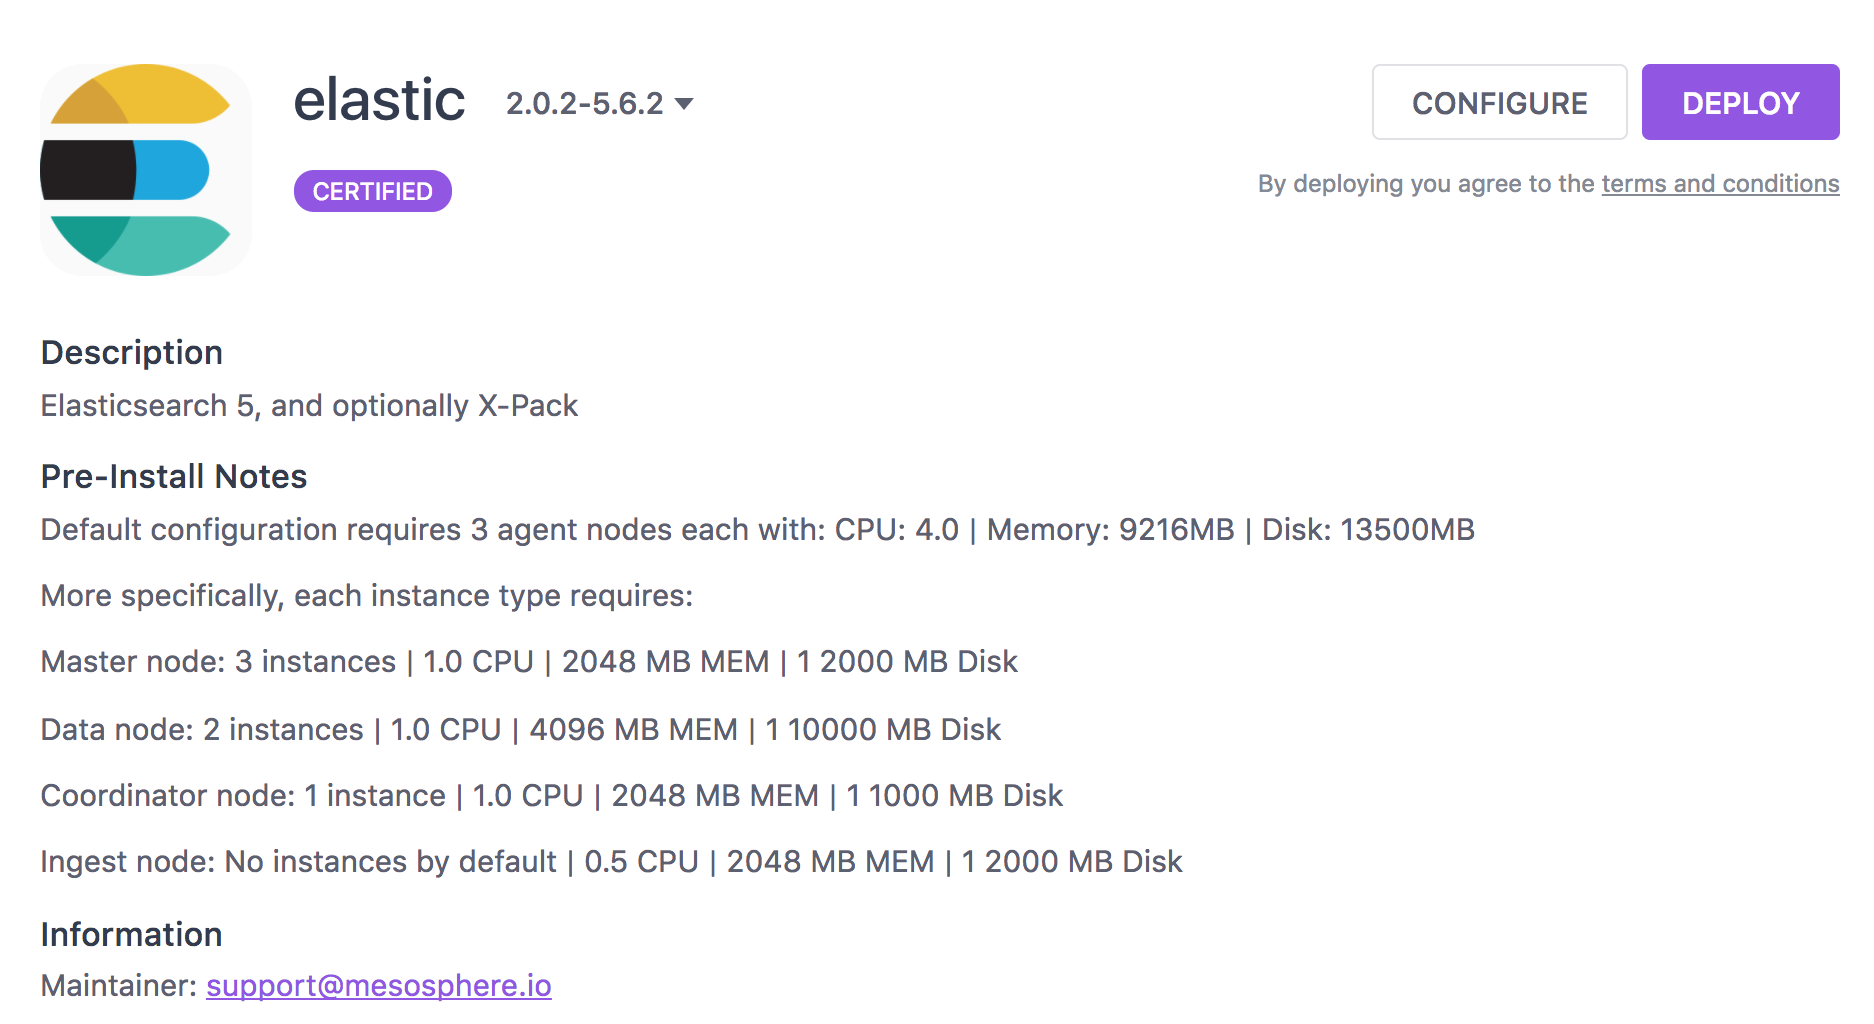 elastic 2.0.2-5.6.2
CONFIGURE DEPLOY
CERTIFIED
By deploying you agree to the terms and conditions
Description
Elasticsearch 5, and optionally X-Pack
Pre-Install Notes
Default configuration requires 3 agent nodes each with: CPU: 4.0 | Memory: 9216MB | Disk: 13500MB
More specifically, each instance type requires:
Master node: 3 instances | 1.0 CPU | 2048 MB MEM | 1 2000 MB Disk
Data node: 2 instances | 1.0 CPU | 4096 MB MEM | 1 10000 MB Disk
Coordinator node: 1 instance | 1.0 CPU | 2048 MB MEM | 1 1000 MB Disk
Ingest node: No instances by default | 0.5 CPU | 2048 MB MEM | 1 2000 MB Disk
Information
Maintainer: support@mesosphere.io